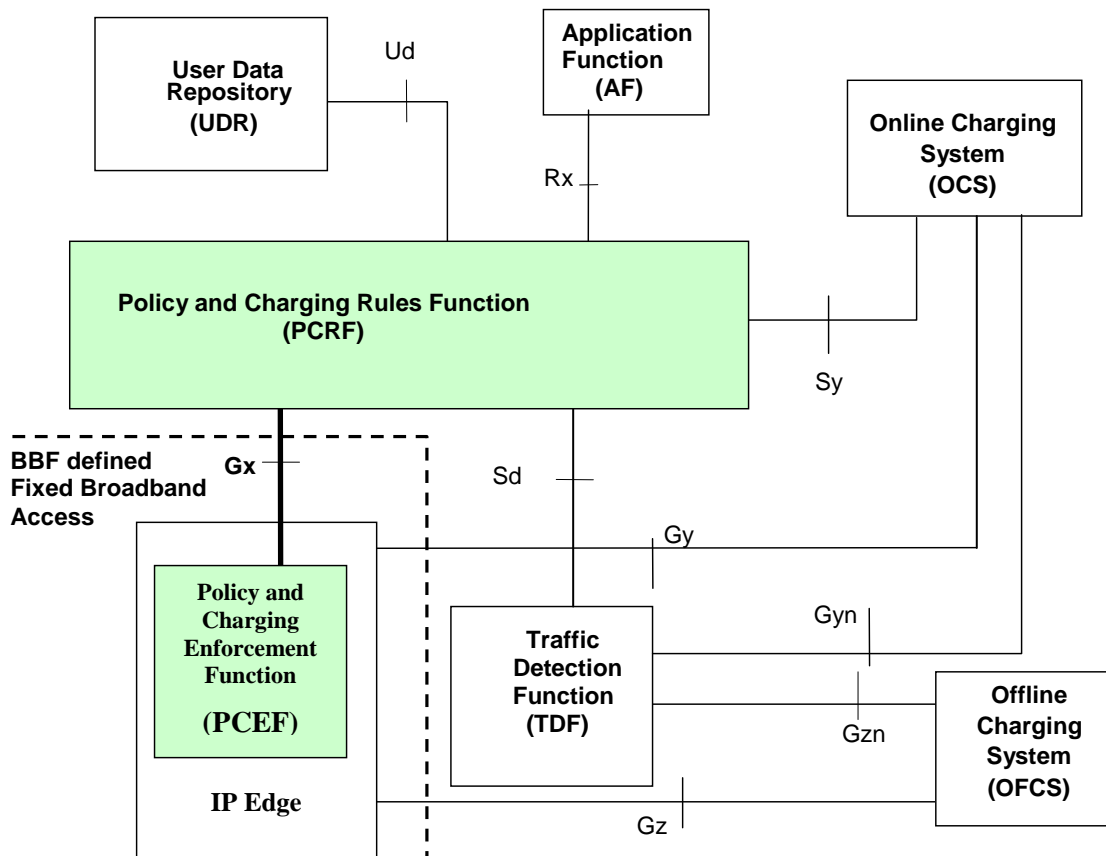 User Data
Repository
(UDR)
Ud
Application
Function
(AF)
Rx
Online Charging
System
(OCS)
Policy and Charging Rules Function
(PCRF)
Sy
BBF defined
Fixed Broadband
Access
Gx
Sd
Gy
Policy and
Charging
Enforcement
Function
(PCEF)
IP Edge
Traffic
Detection
Function
(TDF)
Gyn
Gzn
Offline
Charging
System
(OFCS)
Gz